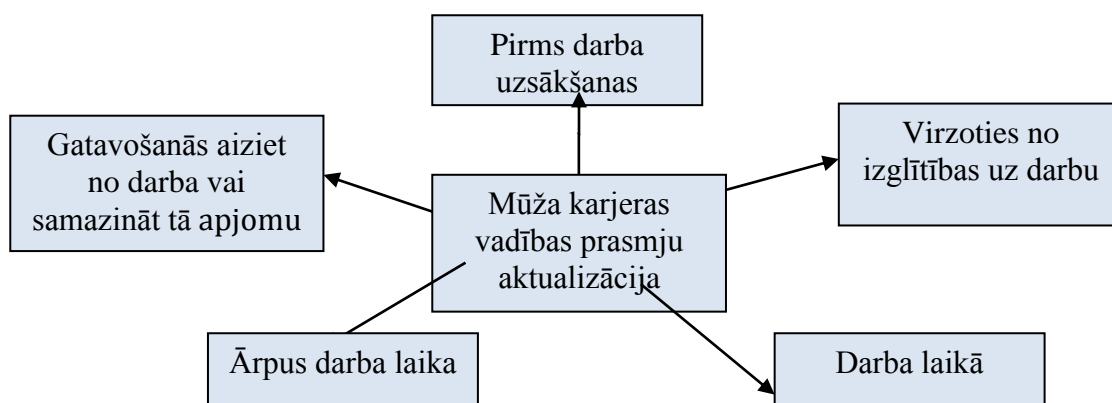 Pirms darba
uzsākšanas
Gatavošanās aiziet
no darba vai
samazināt tā apjomu
Virzoties no
izglītības uz darbu
Mūža karjeras
vadības prasmju
aktualizācija
Ārpus darba laika
Darba laikā